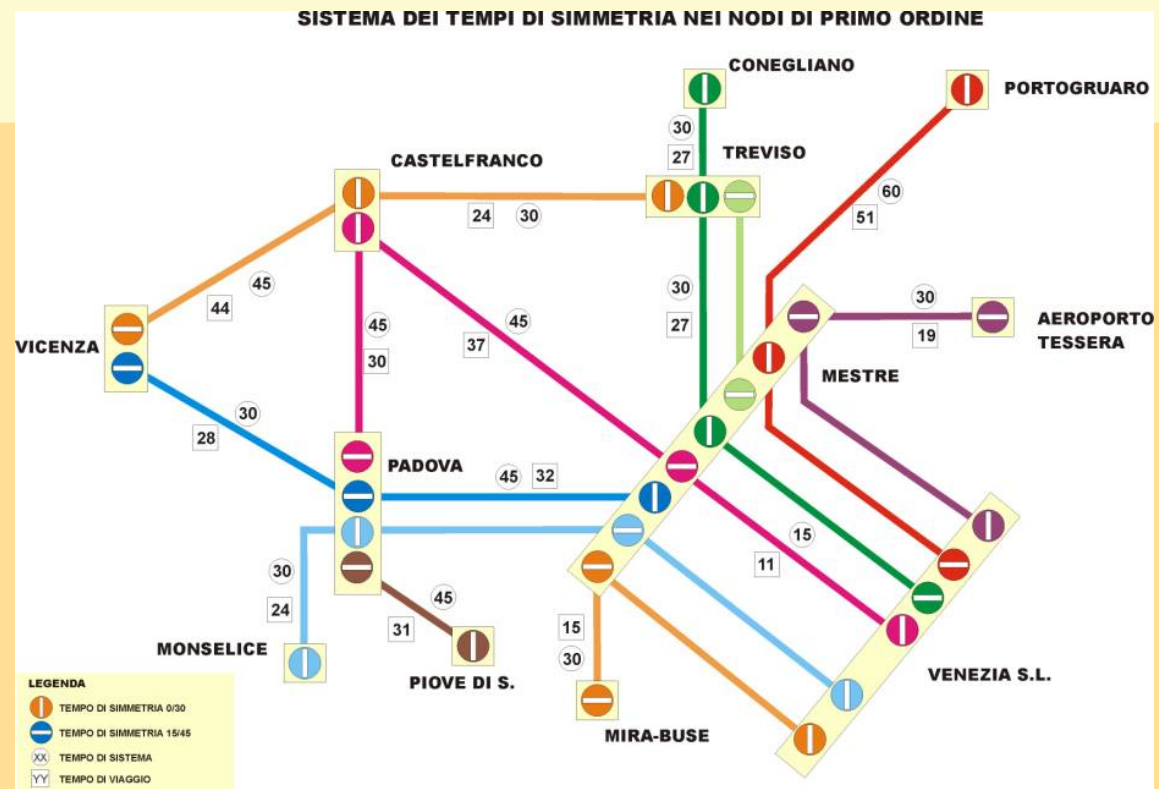 SISTEMA DEI TEMPI DI SIMMETRIA NEI NODI DI PRIMO ORDINE
CONEGLIANO
PORTOGRUARO
30
27
TREVISO
CASTELFRANCO
24 30
60
51
45
44
30
27
30
19
AEROPORTO
TESSERA
VICENZA
45
30
45
37
MESTRE
30
28
PADOVA
45 32
15
11
30
24
45
31
15
30
MONSELICE
PIOVE DI S.
MIRA-BUSE
VENEZIA S.L.
LEGENDA
TEMPO DI SIMMETRIA 0/30
TEMPO DI SIMMETRIA 15/45
XX TEMPO DI SISTEMA
YY TEMPO DI VIAGGIO